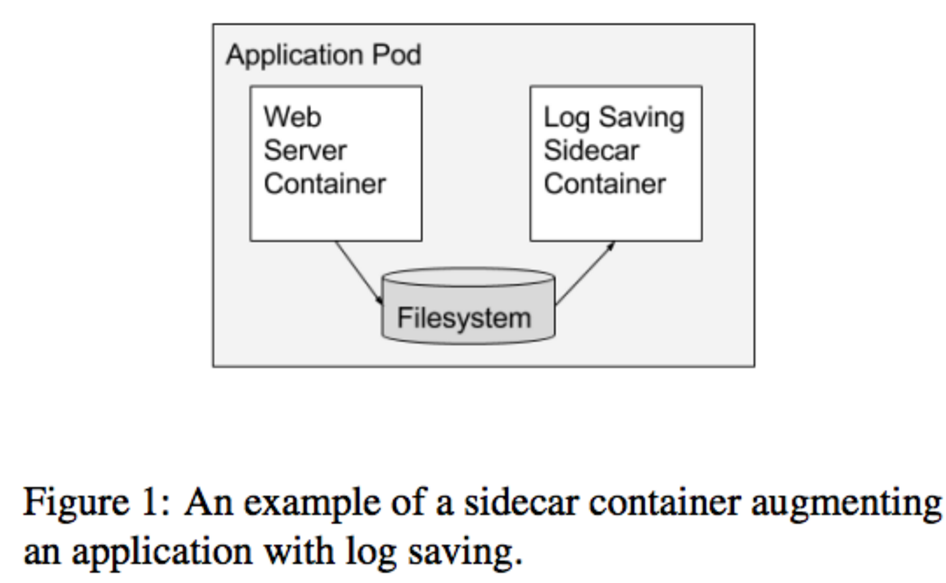 Application Pod
Web
Server
Container
Log Saving
Sidecar
Container
Filesystem
Figure 1: An example of a sidecar container augmenting
an application with log saving.